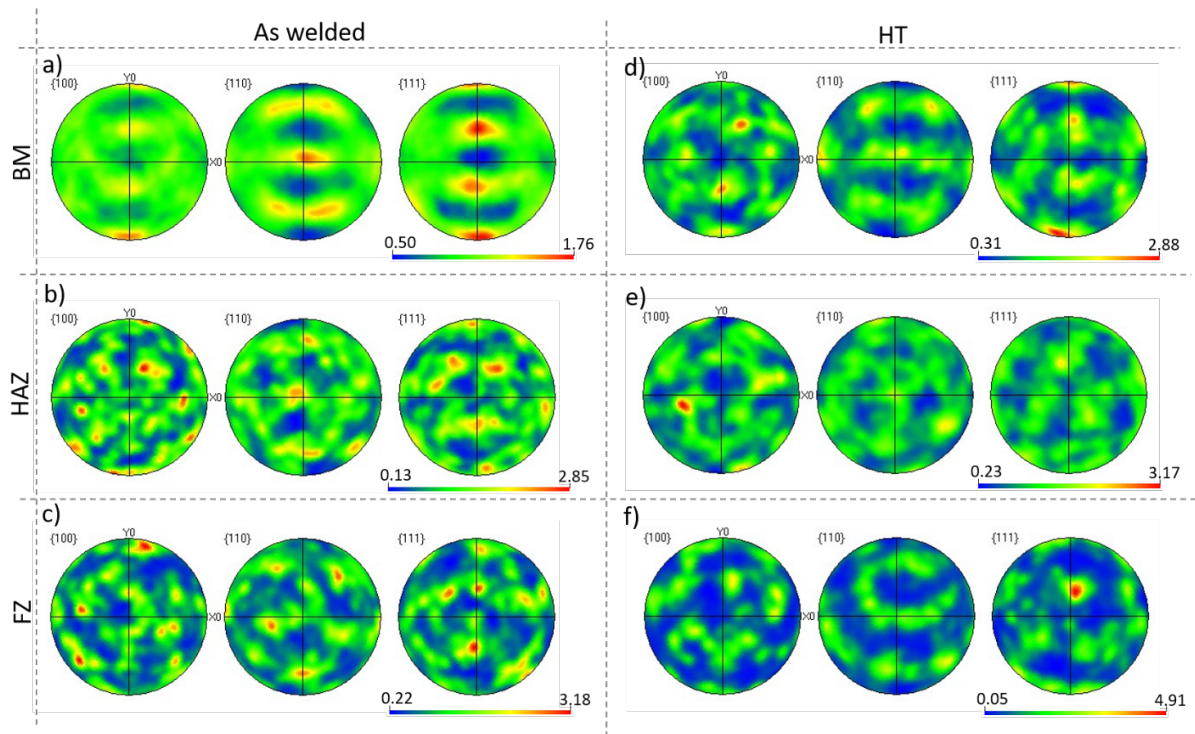 As welded
HT
BM
a)
{100} Y0 {110} {111}
X0
0.50 1.76
d)
{100} Y0 {110} {111}
X0
0.31 2.88
HAZ
b)
{100} Y0 {110} {111}
X0
0.13 2.85
e)
{100} Y0 {110} {111}
X0
0.23 3.17
FZ
c)
{100} Y0 {110} {111}
X0
0.22 3.18
f)
{100} Y0 {110} {111}
X0
0.05 4.91